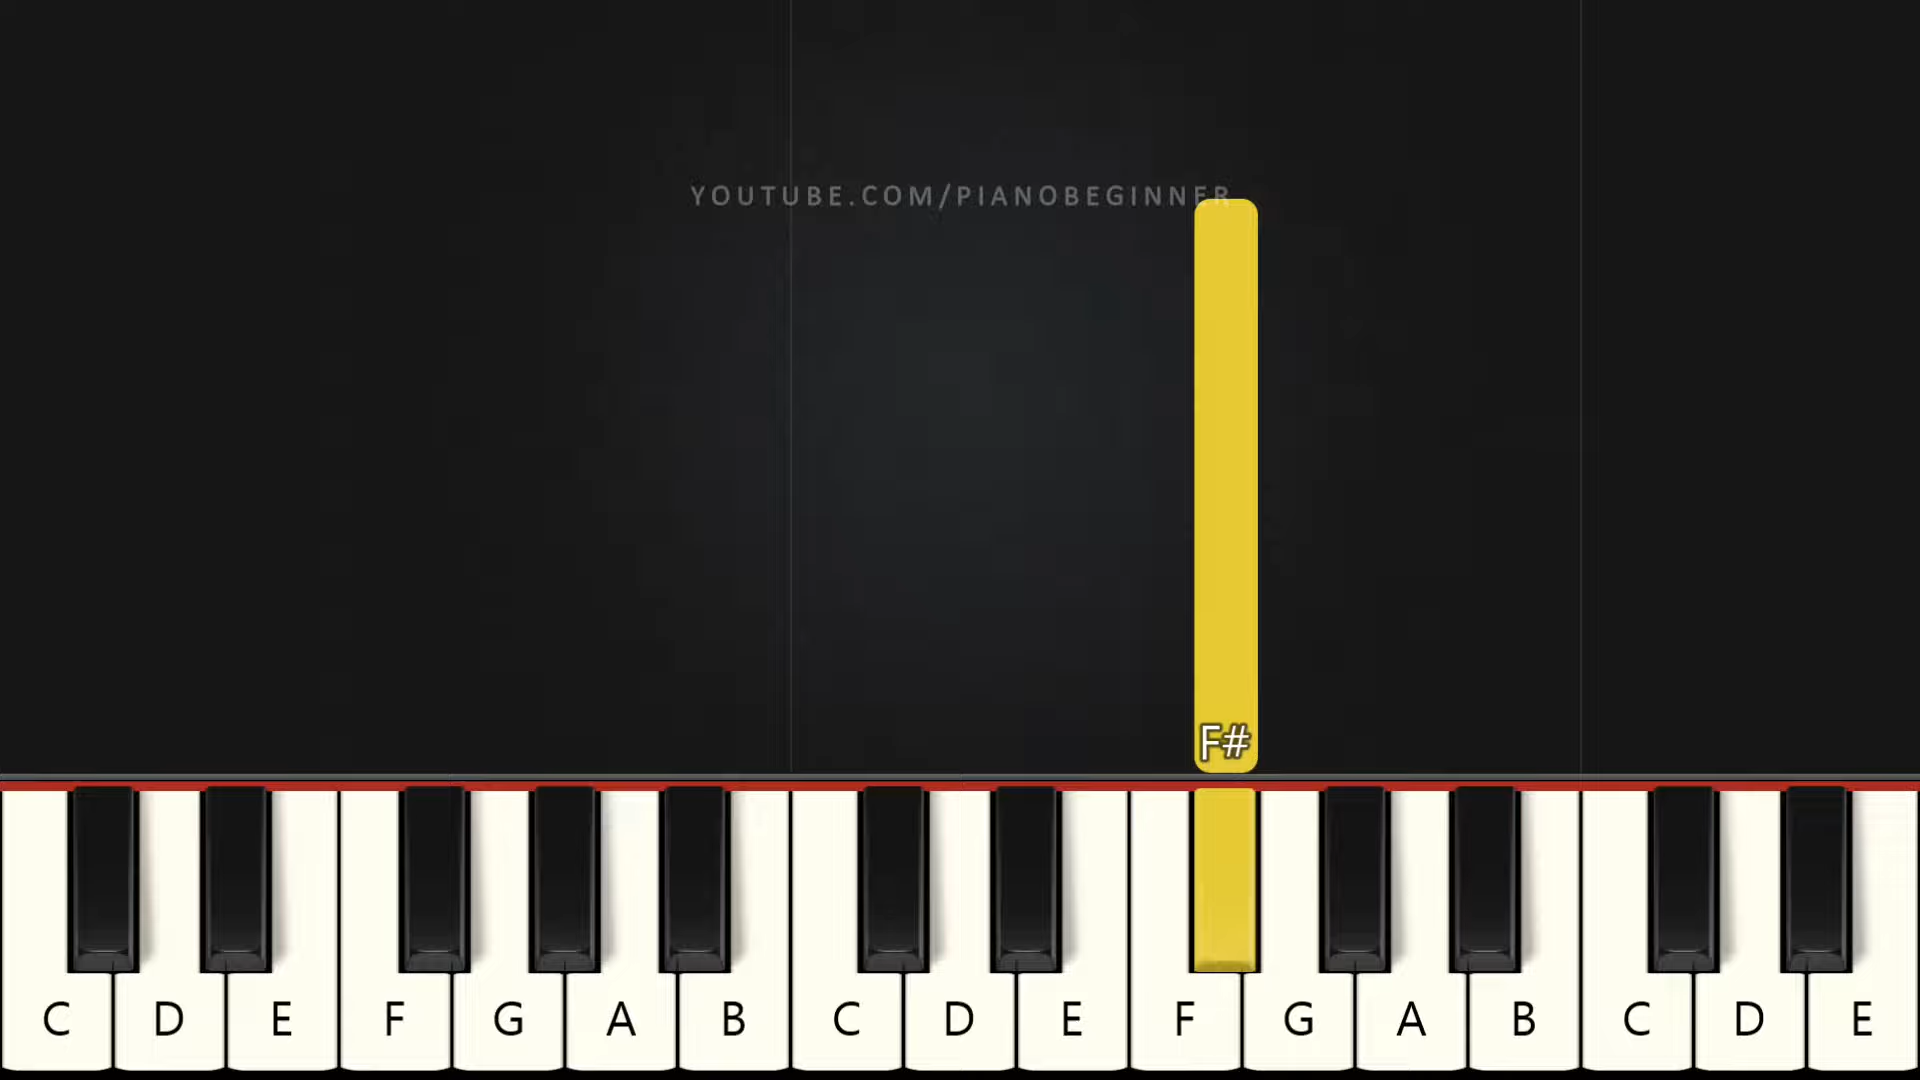 YOUTUBE.COM/PIANOBEGINNER
F#
C D E F G A B C D E F G A B C D E